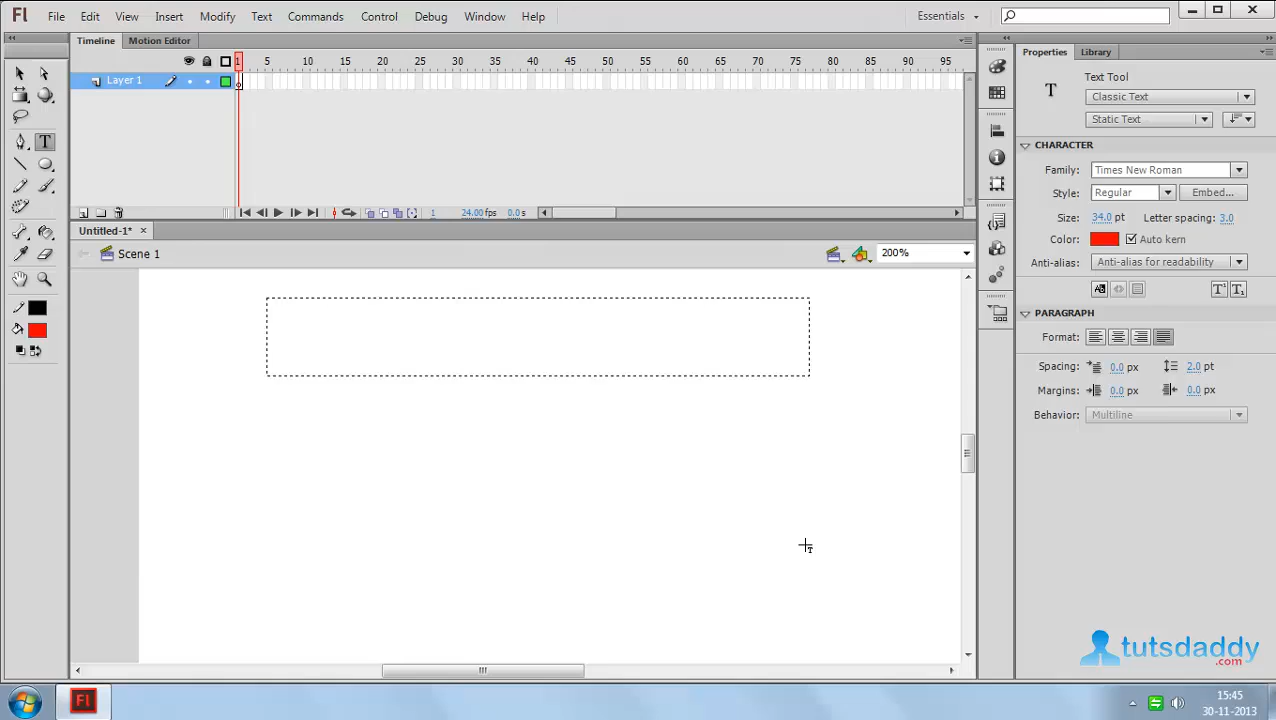 Fl File Edit View Insert Modify Text Commands Control Debug Window Help Essentials
Timeline Motion Editor
1 5 10 15 20 25 30 35 40 45 50 55 60 65 70 75 80 85 90 95
Layer 1
1 24.00 fps 0.0 s
Untitled-1*
Scene 1
200%
Properties Library
Text Tool
T
Classic Text
Static Text
CHARACTER
Family: Times New Roman
Style: Regular Embed...
Size: 34.0 pt Letter spacing: 3.0
Color: Auto kern
Anti-alias: Anti-alias for readability
T¹ T₁
PARAGRAPH
Format:
Spacing: 0.0 px 2.0 pt
Margins: 0.0 px 0.0 px
Behavior: Multiline
tutsdaddy
.com
Fl
15:45
30-11-2013